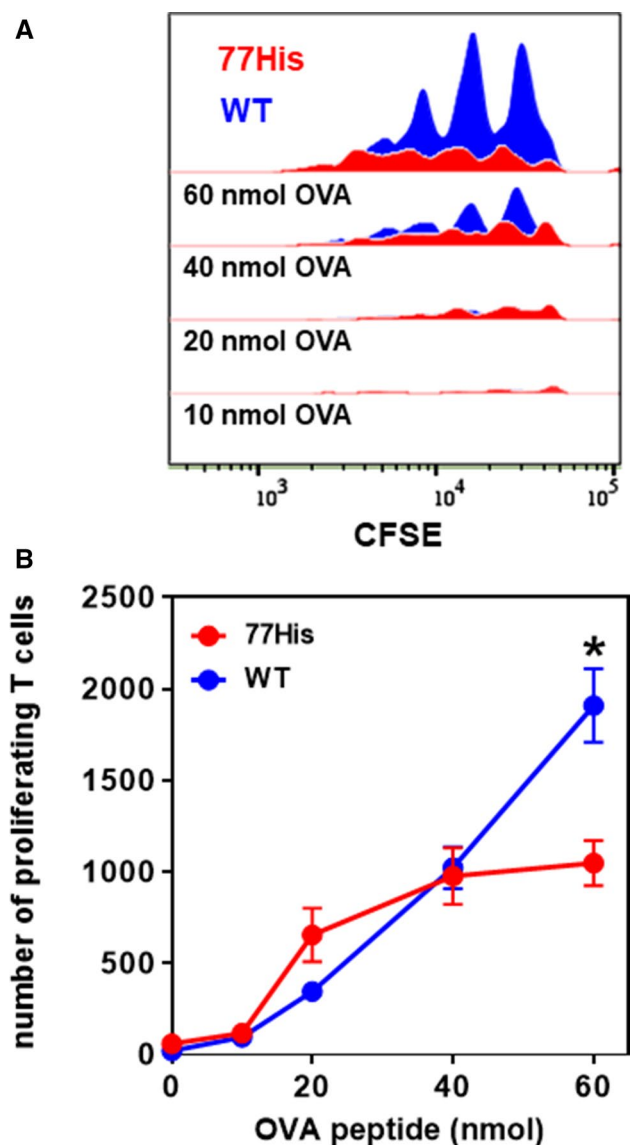 A
77His
WT
60 nmol OVA
40 nmol OVA
20 nmol OVA
10 nmol OVA
10³ 10⁴ 10⁵
CFSE
B
number of proliferating T cells
2500
2000
1500
1000
500
0
77His
WT
*
0 20 40 60
OVA peptide (nmol)